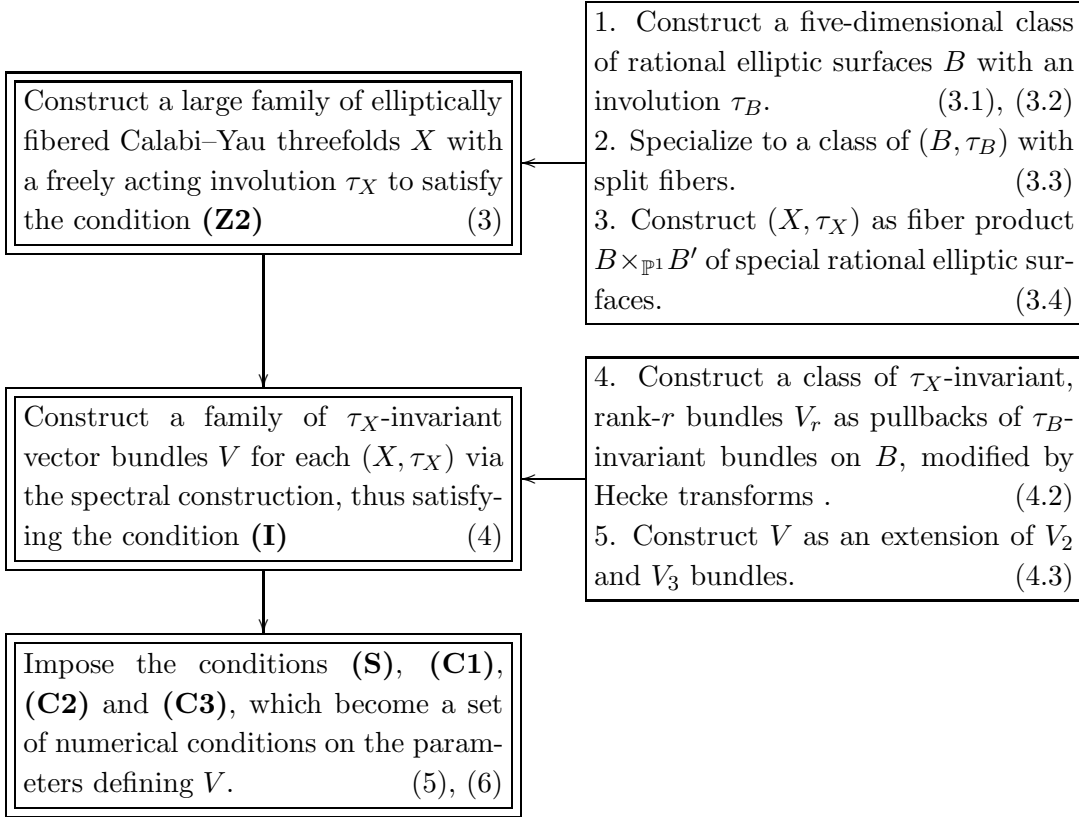 Construct a large family of elliptically
fibered Calabi–Yau threefolds X with
a freely acting involution τ_X to satisfy
the condition (Z2) (3)
1. Construct a five-dimensional class
of rational elliptic surfaces B with an
involution τ_B. (3.1), (3.2)
2. Specialize to a class of (B, τ_B) with
split fibers. (3.3)
3. Construct (X, τ_X) as fiber product
B ×_ℙ¹ B′ of special rational elliptic sur-
faces. (3.4)
Construct a family of τ_X-invariant
vector bundles V for each (X, τ_X) via
the spectral construction, thus satisfy-
ing the condition (I) (4)
4. Construct a class of τ_X-invariant,
rank-r bundles V_r as pullbacks of τ_B-
invariant bundles on B, modified by
Hecke transforms . (4.2)
5. Construct V as an extension of V_2
and V_3 bundles. (4.3)
Impose the conditions (S), (C1),
(C2) and (C3), which become a set
of numerical conditions on the param-
eters defining V. (5), (6)